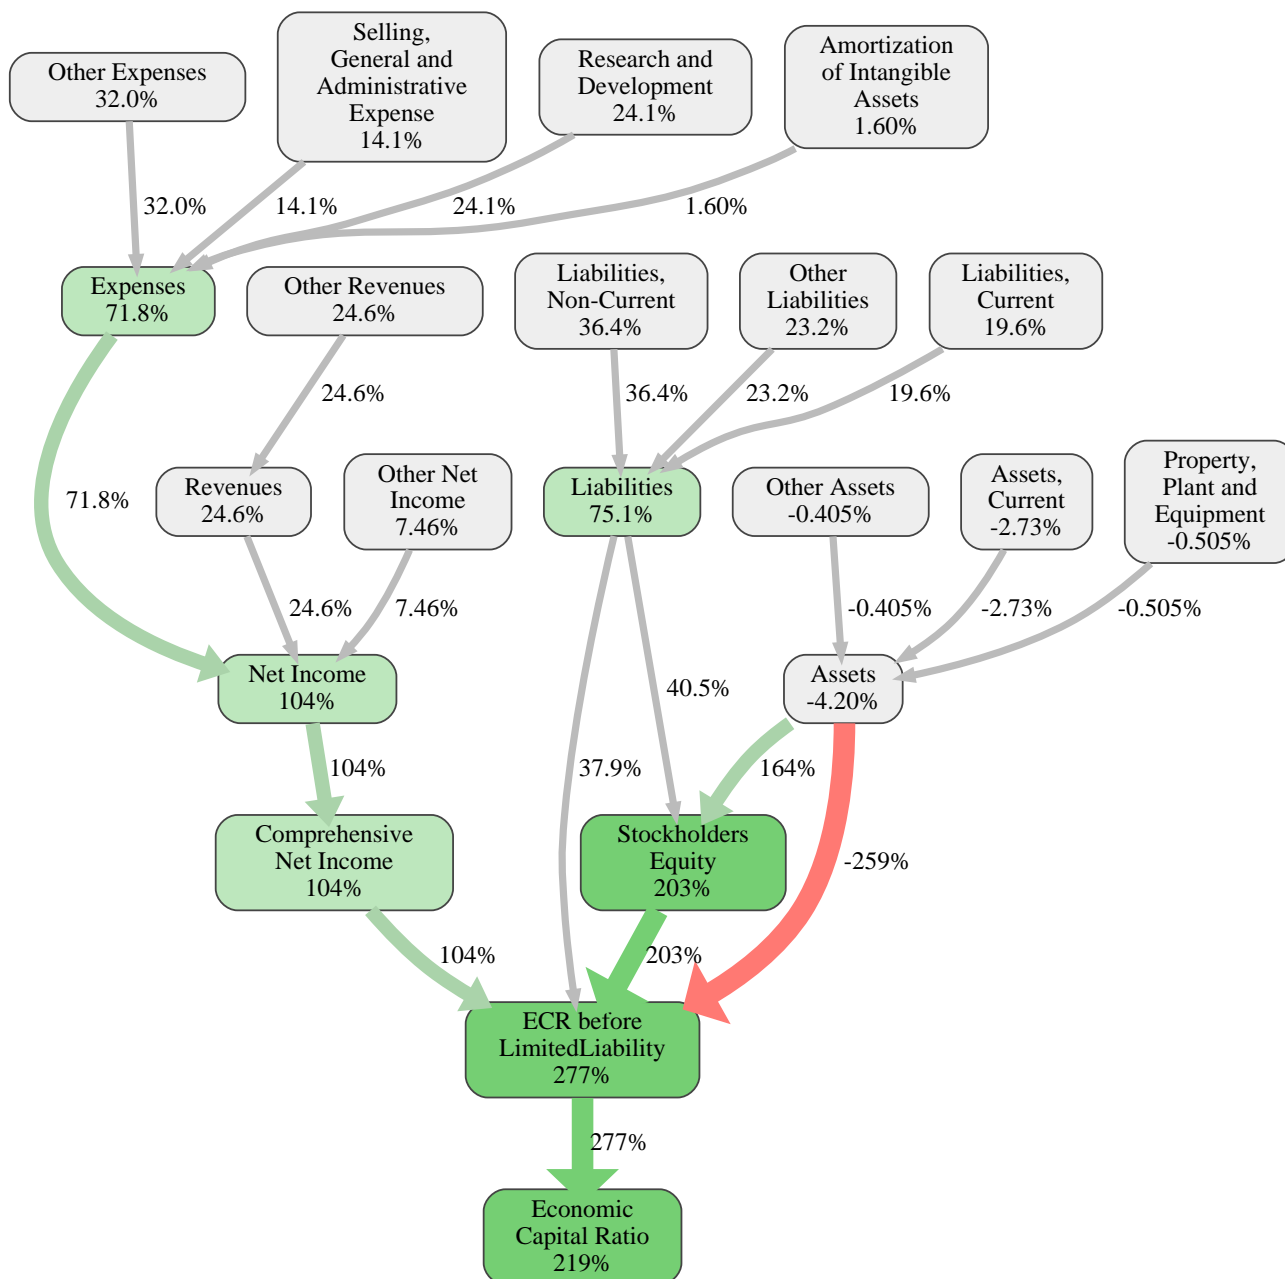 Other Expenses
32.0%
Selling,
General and
Administrative
Expense
14.1%
Research and
Development
24.1%
Amortization
of Intangible
Assets
1.60%
32.0%
14.1%
24.1%
1.60%
Expenses
71.8%
Other Revenues
24.6%
Liabilities,
Non-Current
36.4%
Other
Liabilities
23.2%
Liabilities,
Current
19.6%
24.6%
36.4%
23.2%
19.6%
71.8%
Revenues
24.6%
Other Net
Income
7.46%
Liabilities
75.1%
Other Assets
-0.405%
Assets,
Current
-2.73%
Property,
Plant and
Equipment
-0.505%
24.6%
7.46%
-0.405%
-2.73%
-0.505%
Net Income
104%
40.5%
Assets
-4.20%
104%
37.9%
164%
Comprehensive
Net Income
104%
Stockholders
Equity
203%
-259%
104%
203%
ECR before
LimitedLiability
277%
277%
Economic
Capital Ratio
219%